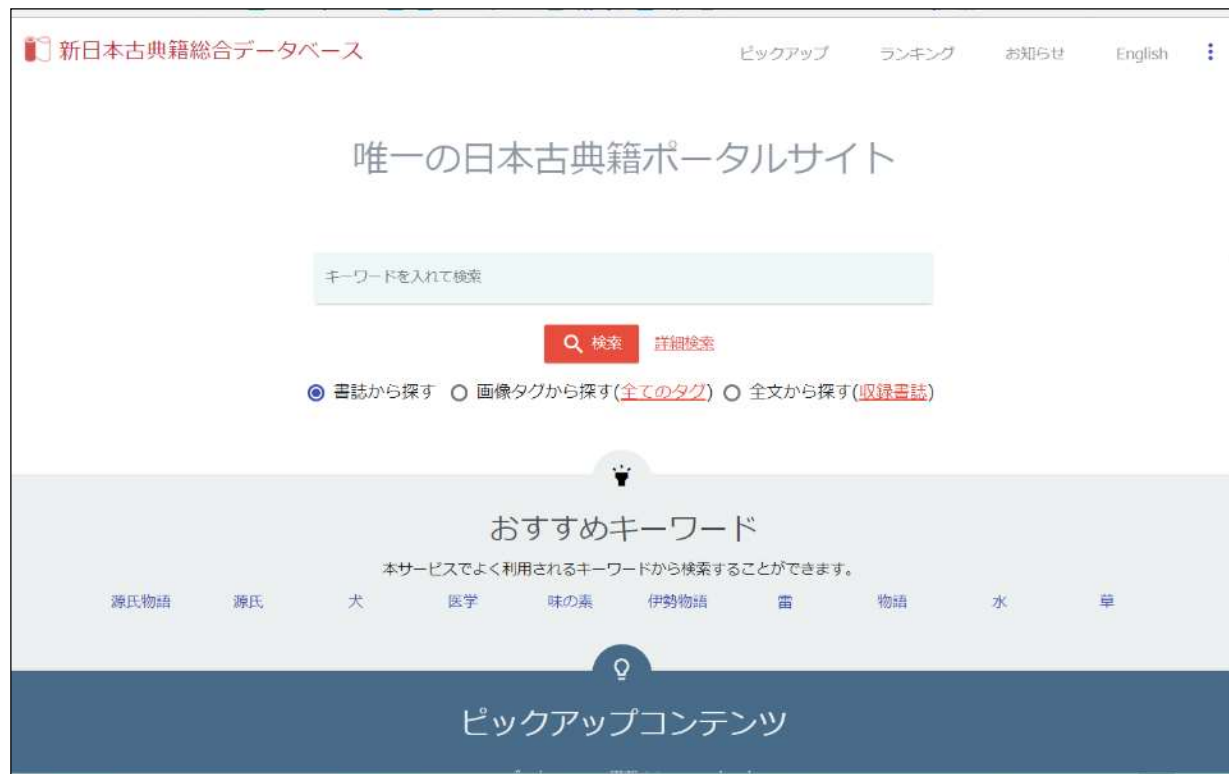 新日本古典籍総合データベース
ピックアップ ランキング お知らせ English
唯一の日本古典籍ポータルサイト
キーワードを入れて検索
検索 詳細検索
書誌から探す 画像タグから探す(全てのタグ) 全文から探す(収録書誌)
おすすめキーワード
本サービスでよく利用されるキーワードから検索することができます。
源氏物語 源氏 犬 医学 味の素 伊勢物語 雷 物語 水 草
ピックアップコンテンツ